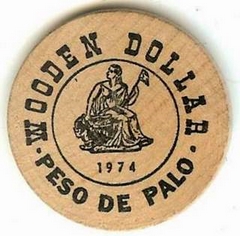 WOODEN DOLLAR
1974
· PESO DE PALO ·